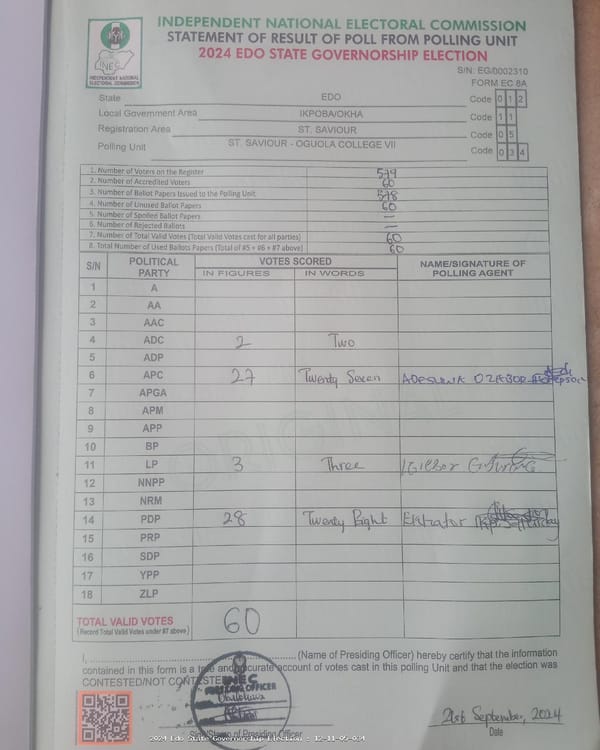 INDEPENDENT NATIONAL ELECTORAL COMMISSION
STATEMENT OF RESULT OF POLL FROM POLLING UNIT
2024 EDO STATE GOVERNORSHIP ELECTION
INEC
INDEPENDENT NATIONAL ELECTORAL COMMISSION
S/N: EG/0002310
FORM EC 8A
State EDO Code 0 1 2
Local Government Area IKPOBA/OKHA Code 1 1
Registration Area ST. SAVIOUR Code 0 5
Polling Unit ST. SAVIOUR - OGUOLA COLLEGE VII Code 0 3 4
1. Number of Voters on the Register 579
2. Number of Accredited Voters 60
3. Number of Ballot Papers Issued to the Polling Unit 578
4. Number of Unused Ballot Papers 60
5. Number of Spoiled Ballot Papers —
6. Number of Rejected Ballots —
7. Number of Total Valid Votes (Total Valid Votes cast for all parties) 60
8. Total Number of Used Ballots Papers (Total of #5 + #6 + #7 above) 60
S/N POLITICAL PARTY VOTES SCORED NAME/SIGNATURE OF POLLING AGENT
IN FIGURES IN WORDS
1 A
2 AA
3 AAC
4 ADC 2 Two
5 ADP
6 APC 27 Twenty Seven
7 APGA
8 APM
9 APP
10 BP
11 LP 3 Three
12 NNPP
13 NRM
14 PDP 28 Twenty Eight
15 PRP
16 SDP
17 YPP
18 ZLP
TOTAL VALID VOTES 60
(Record Total Valid Votes under #7 above)
I, (Name of Presiding Officer) hereby certify that the information
contained in this form is a true and accurate account of votes cast in this polling Unit and that the election was
CONTESTED/NOT CONTESTED
INEC
PRESIDING OFFICER
21st September, 2024
Sign/Stamp of Presiding Officer Date
2024 Edo State Governorship Election : 12-11-05-034